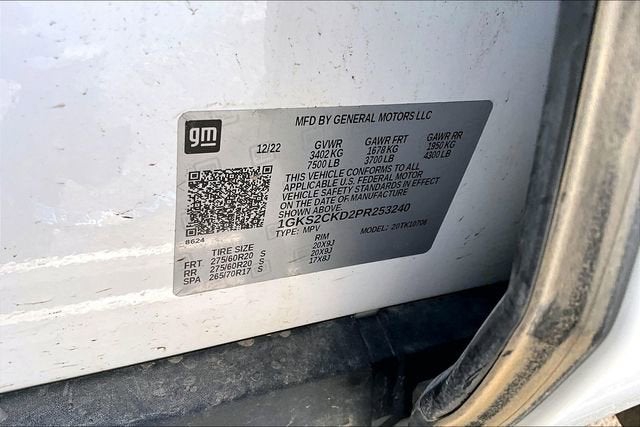 gm
MFD BY GENERAL MOTORS LLC
12/22 GVWR GAWR FRT GAWR RR
3402 KG 1678 KG 1950 KG
7500 LB 3700 LB 4300 LB
THIS VEHICLE CONFORMS TO ALL
APPLICABLE U.S. FEDERAL MOTOR
VEHICLE SAFETY STANDARDS IN EFFECT
ON THE DATE OF MANUFACTURE
SHOWN ABOVE.
1GKS2CKD2PR253240
TYPE: MPV MODEL: 20TK10706
8624
TIRE SIZE RIM
FRT 275/60R20 S 20X9J
RR 275/60R20 S 20X9J
SPA 265/70R17 S 17X8J